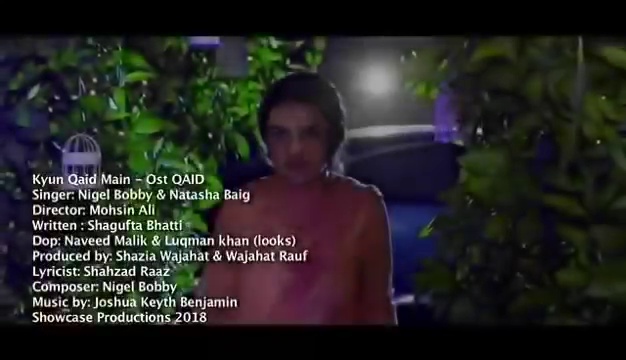 Kyun Qaid Main - Ost QAID
Singer: Nigel Bobby & Natasha Baig
Director: Mohsin Ali
Written : Shagufta Bhatti
Dop: Naveed Malik & Luqman khan (looks)
Produced by: Shazia Wajahat & Wajahat Rauf
Lyricist: Shahzad Raaz
Composer: Nigel Bobby
Music by: Joshua Keyth Benjamin
Showcase Productions 2018